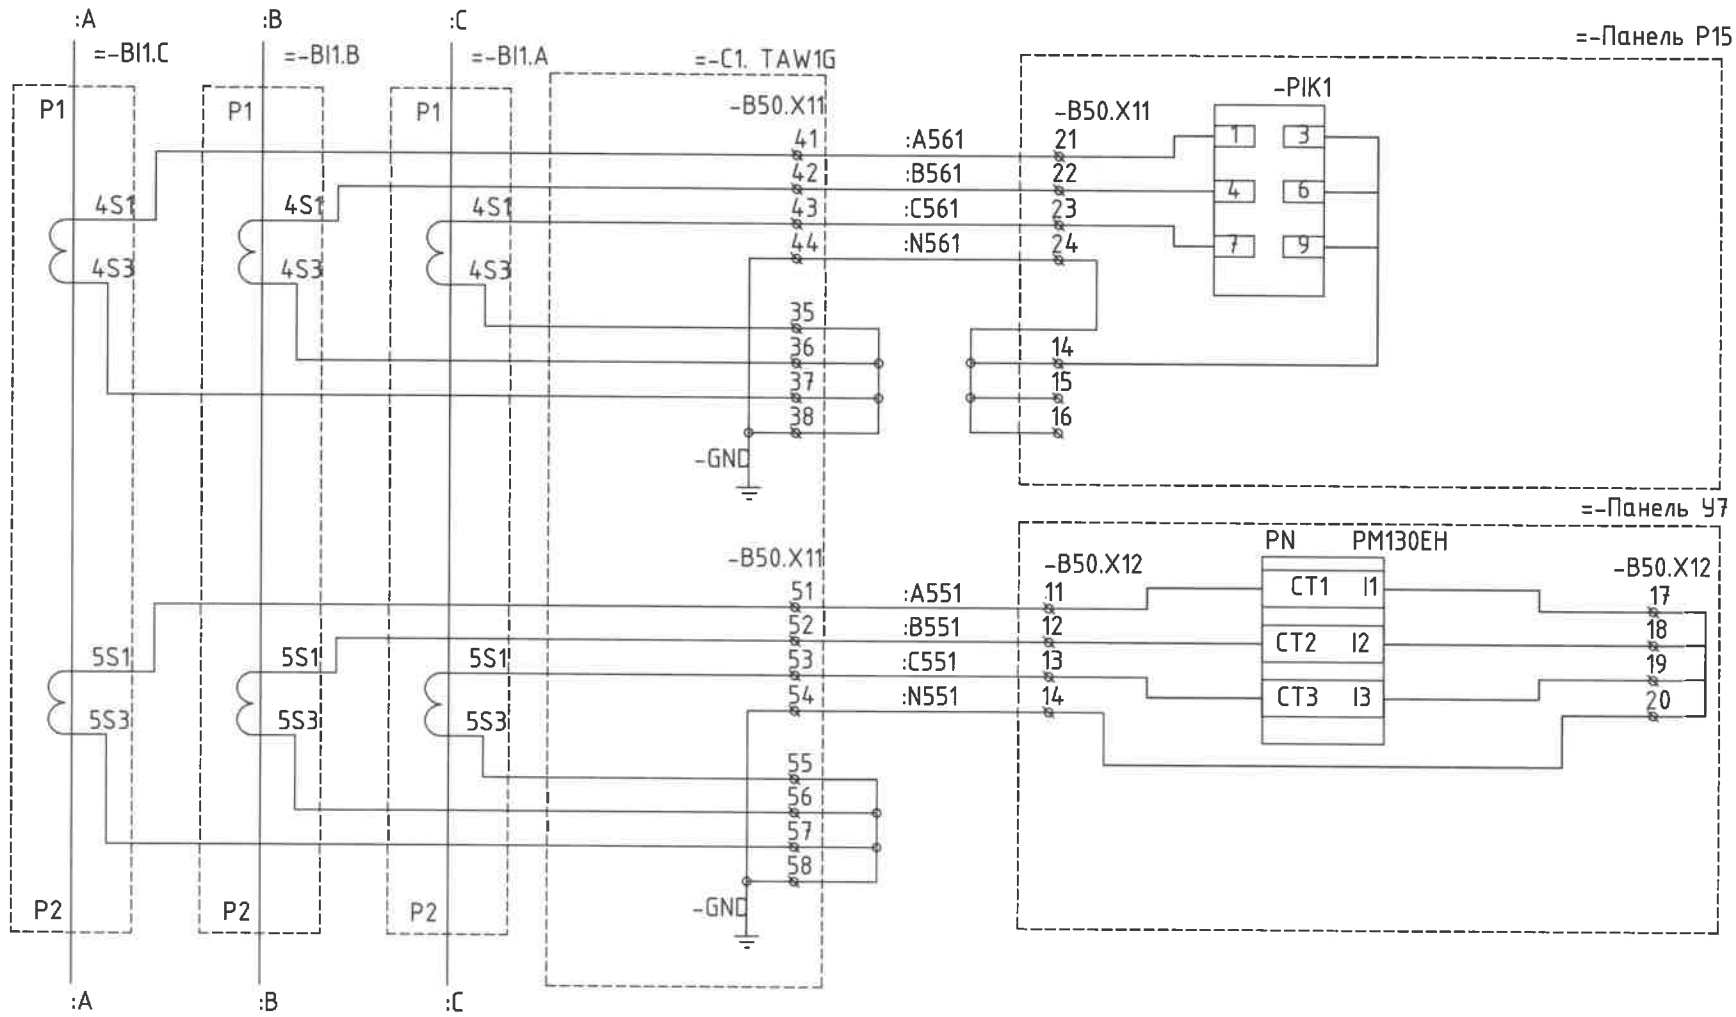 :A
:B
:C
=-BI1.C
=-BI1.B
=-BI1.A
=-C1. TAW1G
=-Панель Р15
P1
P1
P1
-B50.X11
-B50.X11
-PIK1
41
:A561
21
1
3
42
:B561
22
4
6
4S1
4S1
4S1
43
:C561
23
44
:N561
24
7
9
4S3
4S3
4S3
35
36
14
37
15
38
16
-GND
=-Панель У7
-B50.X11
-B50.X12
PN
PM130EH
-B50.X12
51
:A551
11
CT1
I1
17
52
:B551
12
CT2
I2
18
5S1
5S1
5S1
53
:C551
13
19
54
:N551
14
CT3
I3
20
5S3
5S3
5S3
55
56
57
58
P2
P2
P2
-GND
:A
:B
:C